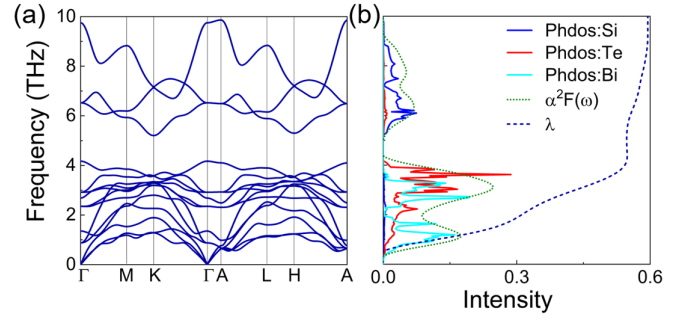 (a)
Frequency (THz)
10
8
6
4
2
0
Γ M K Γ A L H A
(b)
Phdos:Si
Phdos:Te
Phdos:Bi
α²F(ω)
λ
0.0 0.3 0.6
Intensity